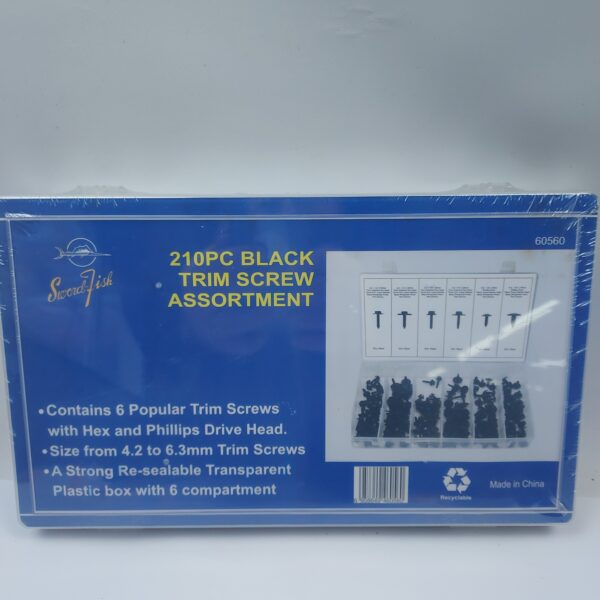 60560
Sword Fish
210PC BLACK
TRIM SCREW
ASSORTMENT
•Contains 6 Popular Trim Screws
with Hex and Phillips Drive Head.
•Size from 4.2 to 6.3mm Trim Screws
•A Strong Re-sealable Transparent
Plastic box with 6 compartment
Recyclable
Made in China